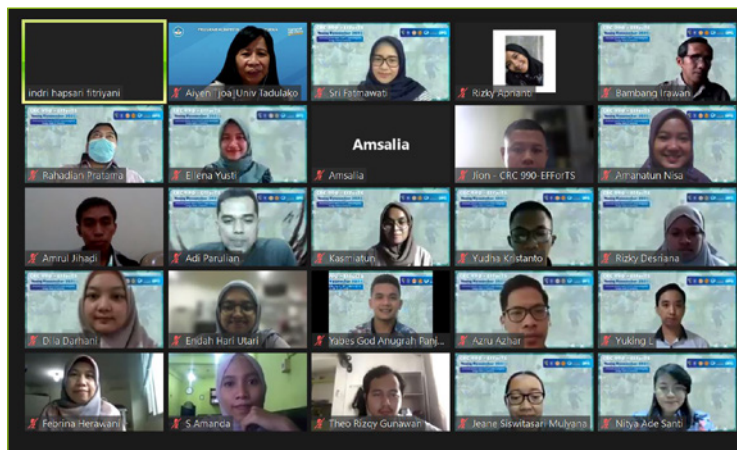 indri hapsari fitriyani
Aiyen Tjoa|Univ Tadulako
Sri Fatmawati
Rizky Aprianti
Bambang Irawan
Rahadian Pratama
Ellena Yusti
Amsalia
Amsalia
Jion - CRC 990-EFForTS
Amanatun Nisa
Amrul Jihadi
Adi Parulian
Kasmiatun
Yudha Kristanto
Rizky Desriana
Dila Darhani
Endah Hari Utari
Yabes God Anugrah Panj...
Azru Azhar
Yuking L
Febrina Herawani
S.Amanda
Theo Rizqy Gunawan
Jeane Siswitasari Mulyana
Nitya Ade Santi